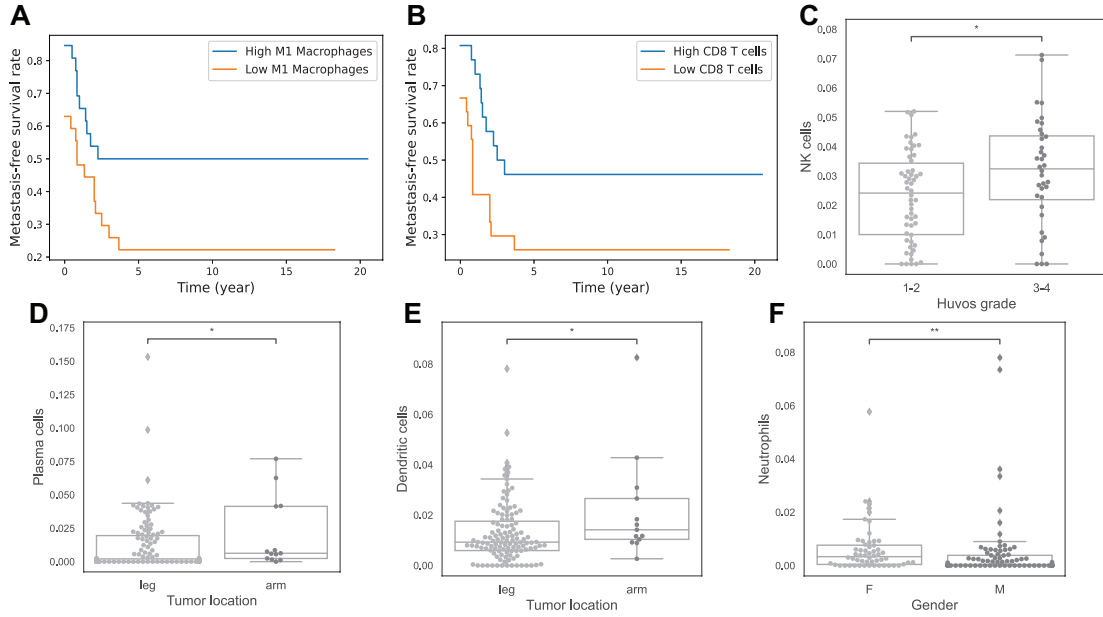 A
Metastasis-free survival rate
0.8
0.7
0.6
0.5
0.4
0.3
0.2
High M1 Macrophages
Low M1 Macrophages
0 5 10 15 20
Time (year)
B
Metastasis-free survival rate
0.8
0.7
0.6
0.5
0.4
0.3
High CD8 T cells
Low CD8 T cells
0 5 10 15 20
Time (year)
C
NK cells
0.08
0.07
0.06
0.05
0.04
0.03
0.02
0.01
0.00
*
1-2 3-4
Huvos grade
D
Plasma cells
0.175
0.150
0.125
0.100
0.075
0.050
0.025
0.000
*
leg arm
Tumor location
E
Dendritic cells
0.08
0.06
0.04
0.02
0.00
*
leg arm
Tumor location
F
Neutrophils
0.08
0.06
0.04
0.02
0.00
**
F M
Gender